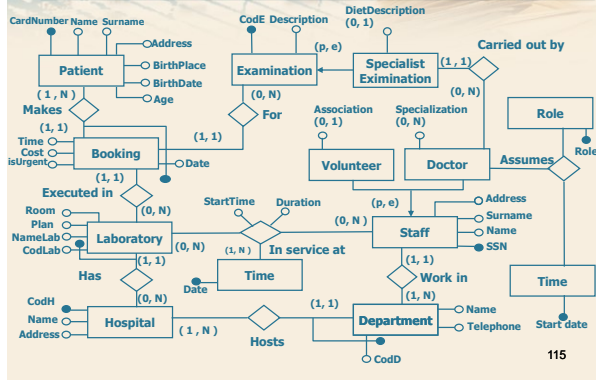 CardNumber Name Surname
Address
Patient
BirthPlace
BirthDate
Age
(1 , N )
Makes
(1, 1)
Time
Cost
isUrgent
Booking
Date
(1, 1)
(1, 1)
Executed in
(0, N)
CodE Description
Examination
(p, e)
(0, N)
For
DietDescription
(0, 1)
Specialist
Eximination
(1 , 1)
Carried out by
(0, N)
Association
(0, 1)
Specialization
(0, N)
Volunteer
Doctor
Assumes
Role
Role
(p, e)
Room
Plan
NameLab
CodLab
Laboratory
(0, N)
StartTime
Duration
(1, N)
In service at
(0, N)
Staff
Address
Surname
Name
SSN
Time
Date
Time
Start date
(1, 1)
Has
(0, N)
(1, 1)
Work in
(1, N)
CodH
Name
Address
Hospital
(1 , N )
Hosts
(1, 1)
Department
Name
Telephone
CodD
115